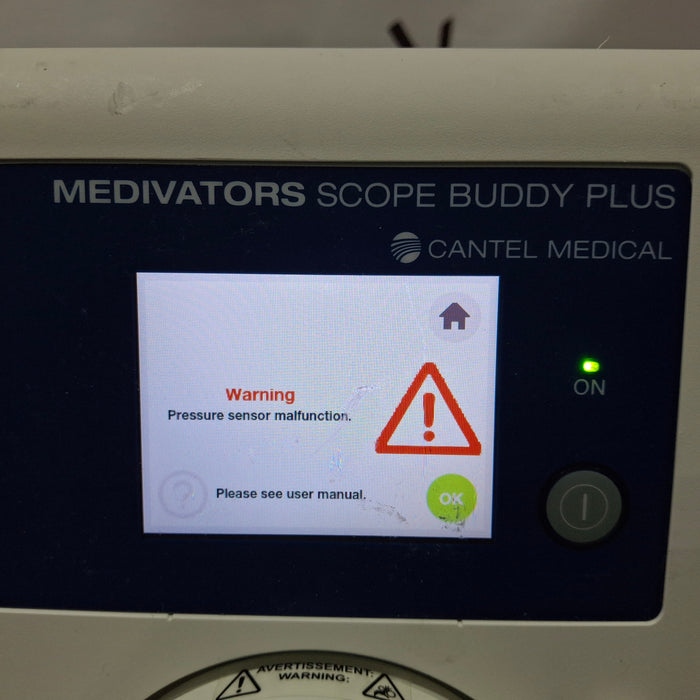 MEDIVATORS SCOPE BUDDY PLUS
CANTEL MEDICAL
Warning
Pressure sensor malfunction.
ON
?
Please see user manual.
OK
AVERTISSEMENT:
WARNING: